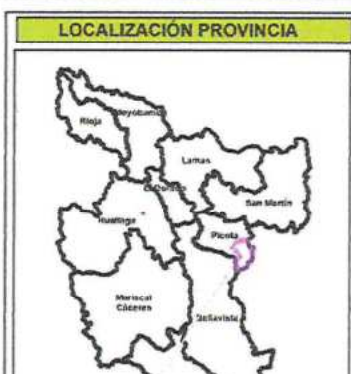 LOCALIZACIÓN PROVINCIA
Rioja
Moyobamba
Lamas
El Dorado
San Martín
Huallaga
Picota
Mariscal
Cáceres
Bellavista